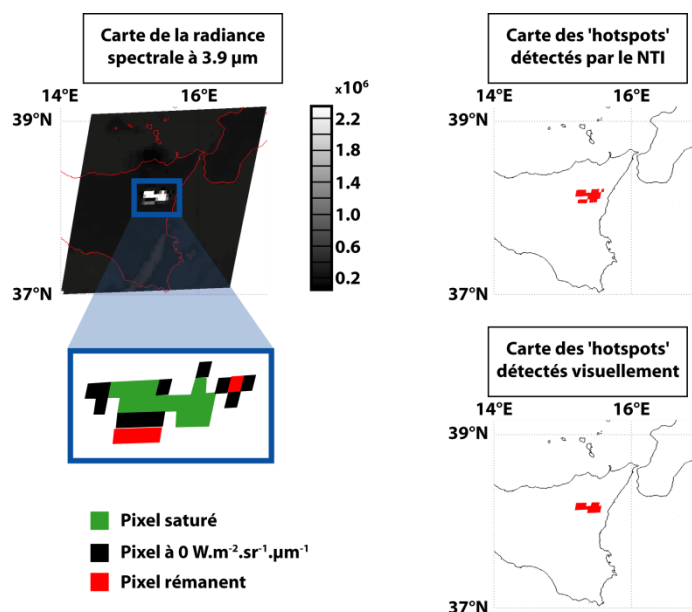 Carte de la radiance
spectrale à 3.9 µm
14°E
16°E
39°N
37°N
x10⁶
2.2
1.8
1.4
1.0
0.6
0.2
Pixel saturé
Pixel à 0 W.m⁻².sr⁻¹.µm⁻¹
Pixel rémanent
Carte des 'hotspots'
détectés par le NTI
14°E
16°E
39°N
37°N
Carte des 'hotspots'
détectés visuellement
14°E
16°E
39°N
37°N